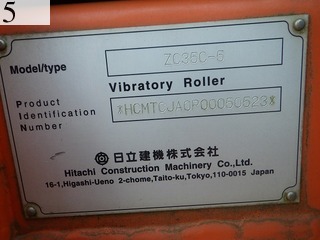 5
Model/type ZC35C-5
Vibratory Roller
Product
Identification
Number
*HCMTCJA0P00050523*
日立建機株式会社
Hitachi Construction Machinery Co.,Ltd.
16-1,Higashi-Ueno 2-chome,Taito-ku,Tokyo,110-0015 Japan